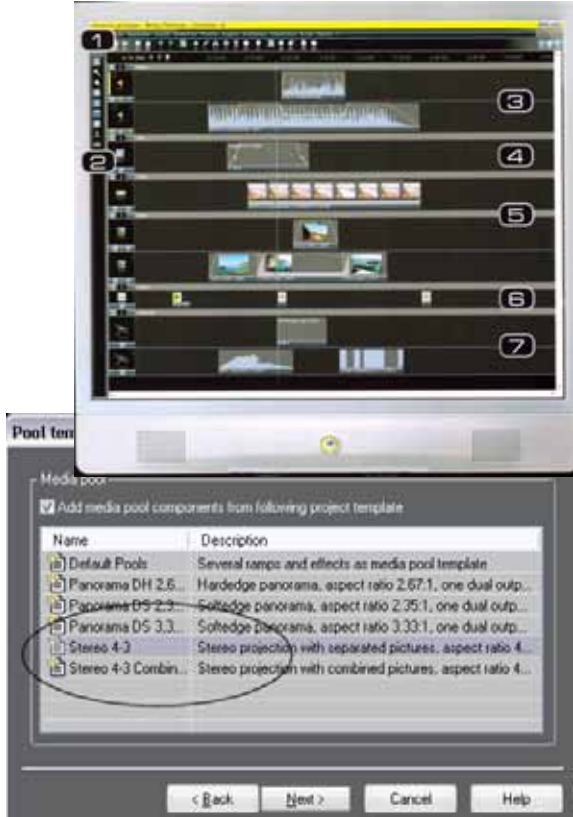 1
3
2
4
5
6
7
Pool tem
Media pool
Add media pool components from following project template
Name Description
Default Pools Several ramps and effects as media pool template
Panorama DH 2.6... Hardedge panorama, aspect ratio 2.67:1, one dual outp...
Panorama DS 2.3... Softedge panorama, aspect ratio 2.35:1, one dual outp...
Panorama DS 3.3... Softedge panorama, aspect ratio 3.33:1, one dual outp...
Stereo 4-3 Stereo projection with separated pictures, aspect ratio 4...
Stereo 4-3 Combin... Stereo projection with combined pictures, aspect ratio 4...
< Back Next > Cancel Help